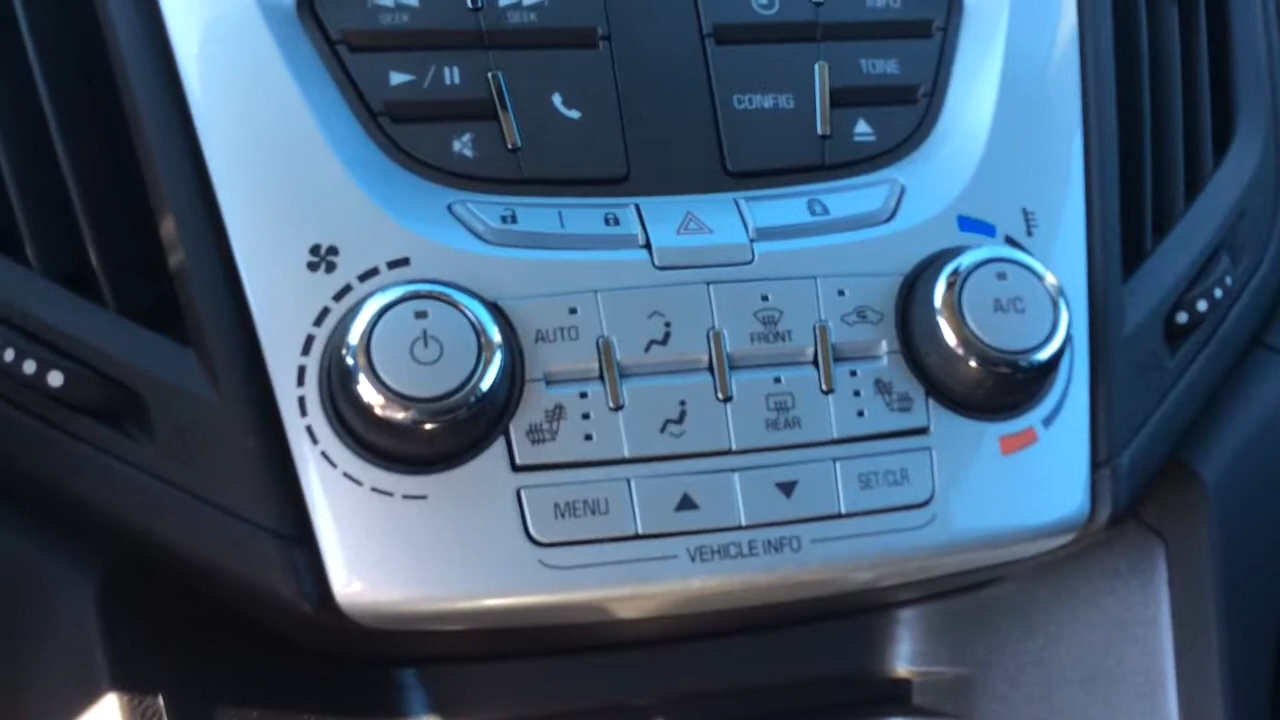 SEEK
SEEK
INFO
TONE
CONFIG
AUTO
FRONT
A/C
REAR
MENU
SET/CLR
VEHICLE INFO